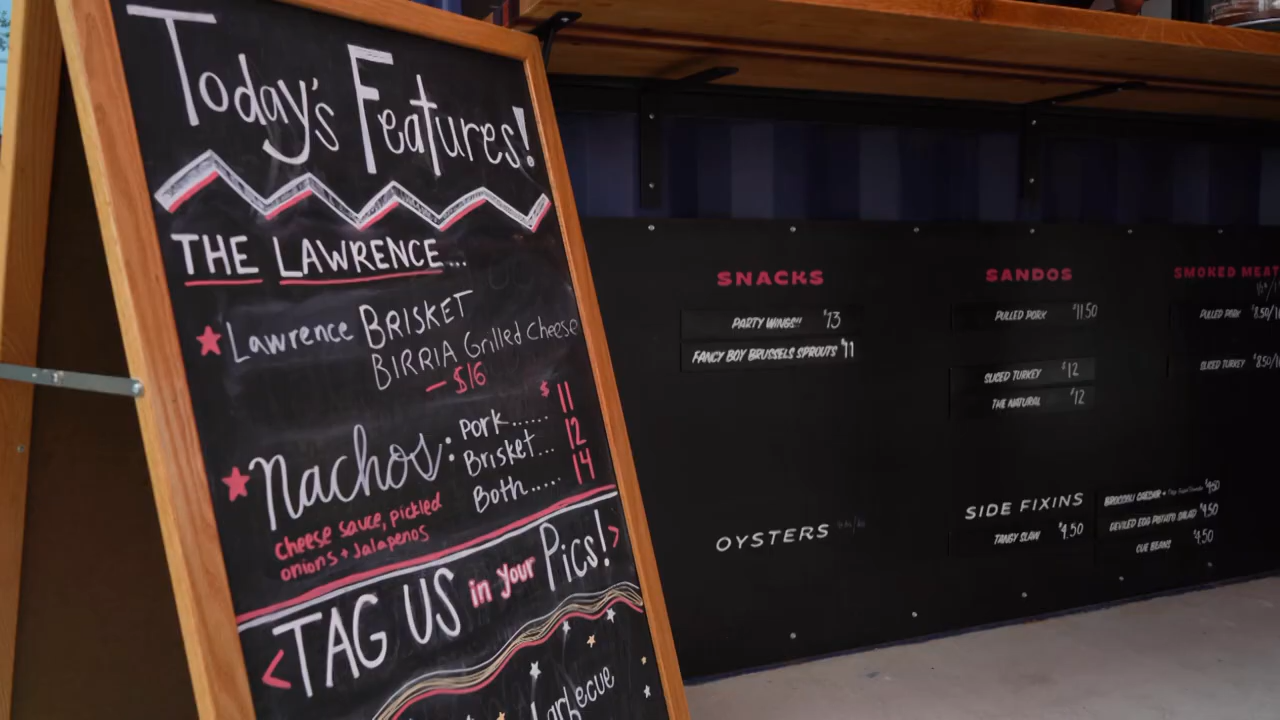 Today's Features!
THE LAWRENCE...
Lawrence BRISKET
BIRRIA Grilled Cheese
- $16
Nachos:
Pork...... $11
Brisket... 12
Both..... 14
cheese sauce, pickled
onions + Jalapenos
<TAG US in your Pics!>
SNACKS
PARTY WINGS!! $13
FANCY BOY BRUSSELS SPROUTS $11
OYSTERS
SANDOS
PULLED PORK $11.50
SLICED TURKEY $12
THE NATURAL $12
SIDE FIXINS
TANGY SLAW $4.50
BROCCOLI CAESAR $4.50
DEVILED EGG POTATO SALAD $4.50
CUE BEANS $4.50
SMOKED MEAT
PULLED PORK
SLICED TURKEY